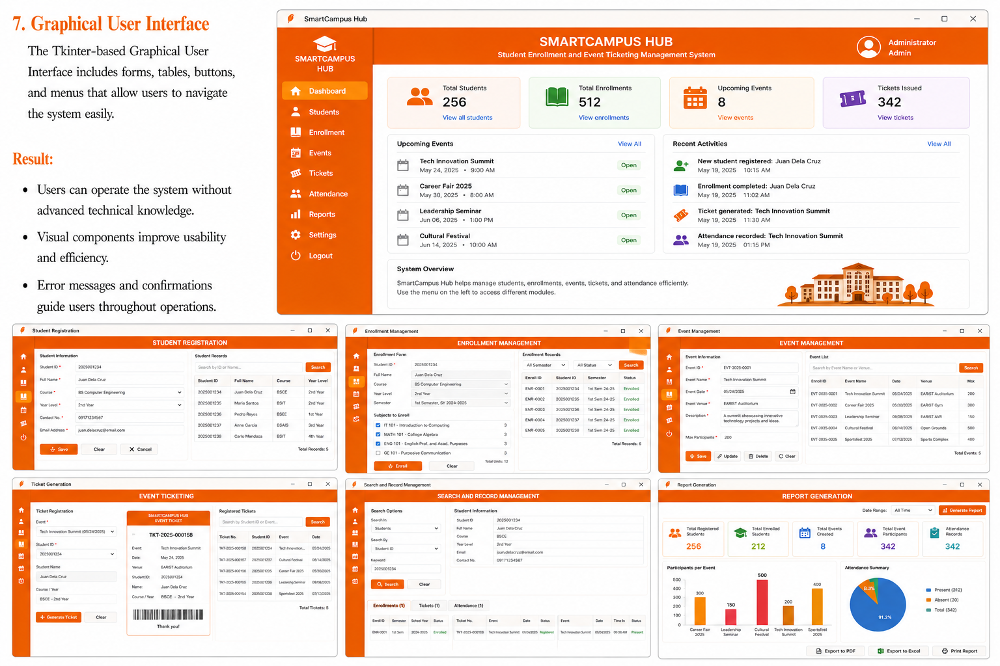 7. Graphical User Interface
The Tkinter-based Graphical User
Interface includes forms, tables, buttons,
and menus that allow users to navigate
the system easily.
Result:
• Users can operate the system without
advanced technical knowledge.
• Visual components improve usability
and efficiency.
• Error messages and confirmations
guide users throughout operations.
SmartCampus Hub
SMARTCAMPUS
HUB
Dashboard
Students
Enrollment
Events
Tickets
Attendance
Reports
Settings
Logout
SMARTCAMPUS HUB
Student Enrollment and Event Ticketing Management System
Administrator
Admin
Total Students
256
View all students
Total Enrollments
512
View enrollments
Upcoming Events
8
View events
Tickets Issued
342
View tickets
Upcoming Events View All
Tech Innovation Summit
May 24, 2025 • 9:00 AM Open
Career Fair 2025
May 30, 2025 • 8:00 AM Open
Leadership Seminar
Jun 06, 2025 • 1:00 PM Open
Cultural Festival
Jun 14, 2025 • 10:00 AM Open
Recent Activities View All
New student registered: Juan Dela Cruz
May 19, 2025 10:15 AM
Enrollment completed: Juan Dela Cruz
May 19, 2025 11:02 AM
Ticket generated: Tech Innovation Summit
May 19, 2025 11:30 AM
Attendance recorded: Tech Innovation Summit
May 19, 2025 01:15 PM
System Overview
SmartCampus Hub helps manage students, enrollments, events, tickets, and attendance efficiently.
Use the menu on the left to access different modules.
Student Registration
STUDENT REGISTRATION
Student Information
Student ID * 2025001234
Full Name * Juan Dela Cruz
Course * BS Computer Engineering
Year Level * 2nd Year
Contact No. * 09171234567
Email Address * juan.delacruz@email.com
Save Clear Cancel
Student Records
Search by ID or Name... Search
Student ID Full Name Course Year Level
2025001234 Juan Dela Cruz BSCE 2nd Year
2025001235 Maria Santos BSIT 2nd Year
2025001236 Pedro Reyes BSEE 1st Year
2025001237 Anne Garcia BSAIS 3rd Year
2025001238 Carlo Mendoza BSIT 4th Year
Total Records: 5
Enrollment Management
ENROLLMENT MANAGEMENT
Enrollment Form
Student ID * 2025001234
Full Name Juan Dela Cruz
Course BS Computer Engineering
Year Level 2nd Year
Semester 1st Semester, SY 2024-2025
Subjects to Enroll
IT 101 - Introduction to Computing 3
MATH 101 - College Algebra 3
ENG 101 - English Prof. and Acad. Purposes 3
GE 101 - Purposive Communication 3
Total Units: 12
Enroll Clear
Enrollment Records
All Semester All Status Search
Enroll ID Student ID Semester Status
ENR-0001 2025001234 1st Sem 24-25 Enrolled
ENR-0002 2025001235 1st Sem 24-25 Enrolled
ENR-0003 2025001236 1st Sem 24-25 Enrolled
ENR-0004 2025001237 1st Sem 24-25 Enrolled
ENR-0005 2025001238 1st Sem 24-25 Enrolled
Total Records: 5
Event Management
EVENT MANAGEMENT
Event Information
Event ID * EVT-2025-0001
Event Name * Tech Innovation Summit
Event Date * 05/24/2025
Event Venue * EARIST Auditorium
Description * A summit showcasing innovative
technology projects and ideas.
Max Participants * 200
Save Update Delete Clear
Event List
Search by Event Name or Venue... Search
Enroll ID Event Name Date Venue Max
EVT-2025-0001 Tech Innovation Summit 05/24/2025 EARIST Auditorium 200
EVT-2025-0002 Career Fair 2025 05/30/2025 EARIST Gym 300
EVT-2025-0003 Leadership Seminar 06/06/2025 EARIST AVR 150
EVT-2025-0004 Cultural Festival 06/14/2025 Open Grounds 500
EVT-2025-0005 Sportsfest 2025 07/12/2025 Sports Complex 400
Total Events: 5
Ticket Generation
EVENT TICKETING
Ticket Registration
Event *
Tech Innovation Summit (05/24/2025)
Student ID *
2025001234
Student Name
Juan Dela Cruz
Course / Year
BSCE - 2nd Year
Generate Ticket Clear
SMARTCAMPUS HUB
EVENT TICKET
TKT-2025-000158
Event: Tech Innovation Summit
Date: May 24, 2025
Venue: EARIST Auditorium
Student ID: 2025001234
Name: Juan Dela Cruz
Course / Year BSCE - 2nd Year
Thank you!
Registered Tickets
Search by Student ID or Event... Search
Ticket No. Student ID Event Date
TKT-2025-000158 2025001234 Tech Innovation... 05/24/2025
TKT-2025-000157 2025001237 Cultural Festival 06/14/2025
TKT-2025-000156 2025001235 Career Fair 2025 05/30/2025
TKT-2025-000155 2025001236 Leadership Seminar 06/06/2025
TKT-2025-000154 2025001238 Sportsfest 2025 07/12/2025
Total Tickets: 5
Search and Record Management
SEARCH AND RECORD MANAGEMENT
Search Options
Search In
Students
Search By
Student ID
Keyword
2025001234
Search Clear
Student Information
Student ID 2025001234
Full Name Juan Dela Cruz
Course BSCE
Year Level 2nd Year
Email juan.delacruz@email.com
Contact No. 09171234567
Enrollments (1) Tickets (1) Attendance (1)
Enroll ID Semester School Year Status Ticket No. Event Date Status Event Date Time In Status
ENR-0001 1st Sem 2024-2025 Enrolled TKT-2025-000158 Tech Innovation Summit 05/24/2025 Registered Tech Innovation Summit 05/24/2025 Present
Report Generation
REPORT GENERATION
Date Range: All Time Generate Report
Total Registered
Students
256
Total Enrolled
Students
212
Total Events
Created
8
Total Event
Participants
342
Attendance
Records
342
Participants per Event
500
400
300
200
100
0
300
150
500
200
400
Career Fair
2025
Leadership
Seminar
Cultural
Festival
Tech Innovation
Summit
Sportsfest
2025
Attendance Summary
91.2%
Present (312)
Absent (30)
Total (342)
Export to PDF Export to Excel Print Report